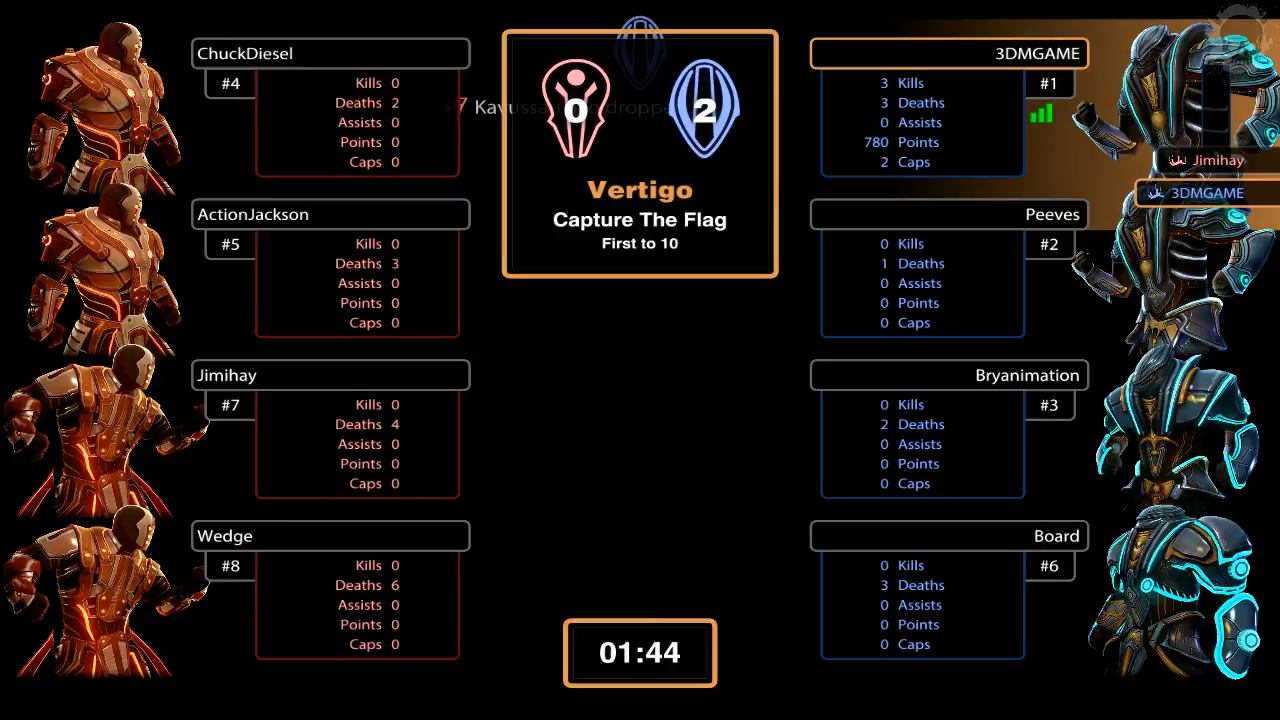 ChuckDiesel
#4
Kills 0
Deaths 2
Assists 0
Points 0
Caps 0
ActionJackson
#5
Kills 0
Deaths 3
Assists 0
Points 0
Caps 0
Jimihay
#7
Kills 0
Deaths 4
Assists 0
Points 0
Caps 0
Wedge
#8
Kills 0
Deaths 6
Assists 0
Points 0
Caps 0
0 2
Vertigo
Capture The Flag
First to 10
01:44
3DMGAME
#1
3 Kills
3 Deaths
0 Assists
780 Points
2 Caps
Jimihay
3DMGAME
Peeves
#2
0 Kills
1 Deaths
0 Assists
0 Points
0 Caps
Bryanimation
#3
0 Kills
2 Deaths
0 Assists
0 Points
0 Caps
Board
#6
0 Kills
3 Deaths
0 Assists
0 Points
0 Caps